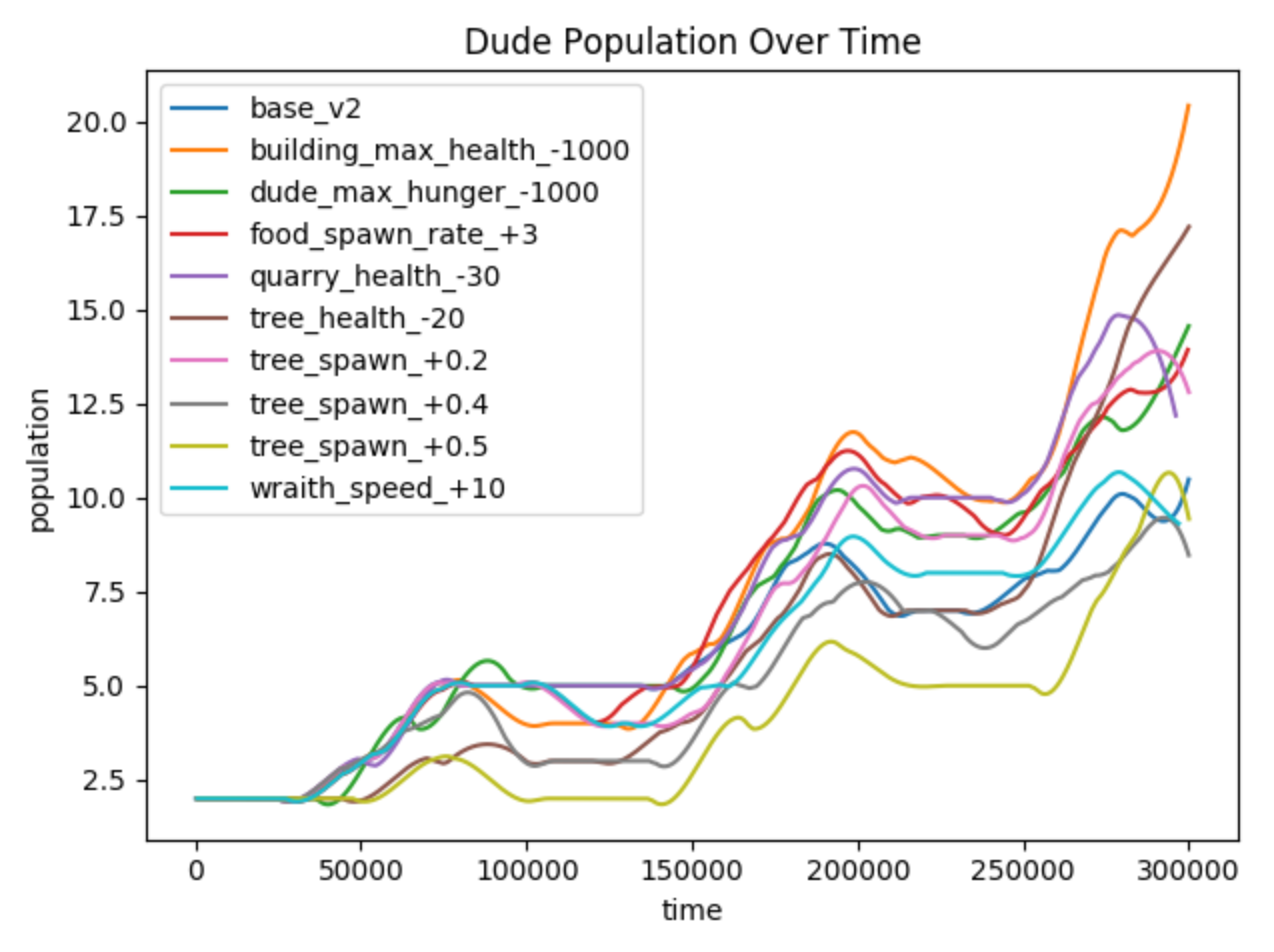 Dude Population Over Time
base_v2
building_max_health_-1000
dude_max_hunger_-1000
food_spawn_rate_+3
quarry_health_-30
tree_health_-20
tree_spawn_+0.2
tree_spawn_+0.4
tree_spawn_+0.5
wraith_speed_+10
20.0
17.5
15.0
12.5
10.0
7.5
5.0
2.5
population
0 50000 100000 150000 200000 250000 300000
time